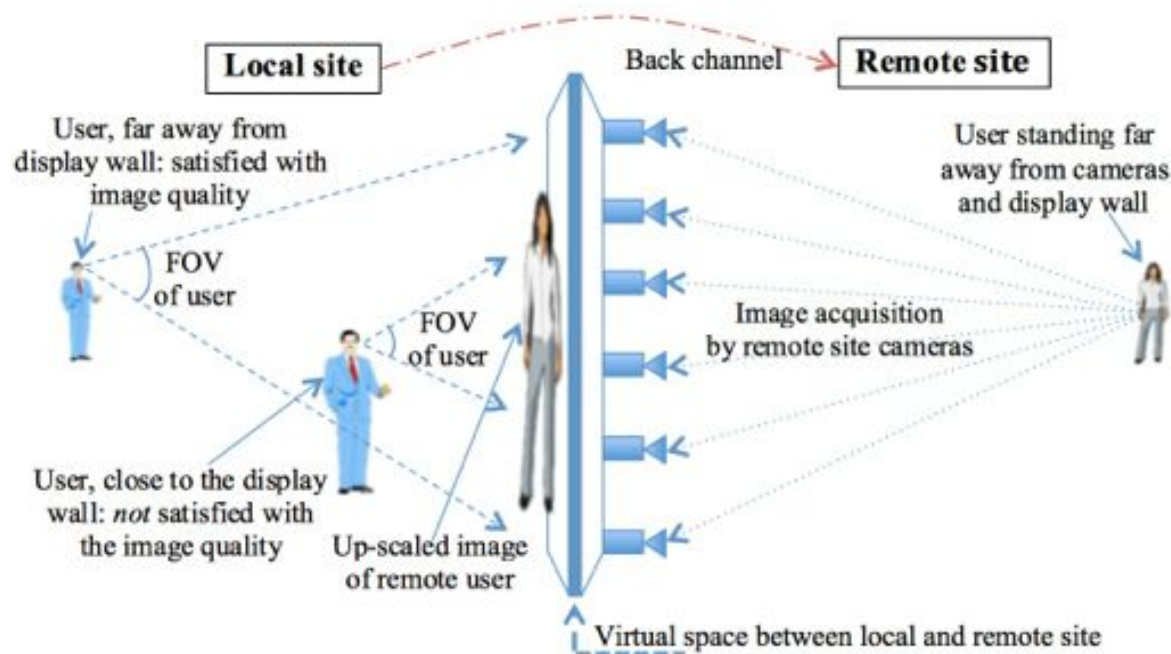 Local site
Back channel
Remote site
User, far away from
display wall: satisfied with
image quality
User standing far
away from cameras
and display wall
FOV
of user
FOV
of user
Image acquisition
by remote site cameras
User, close to the display
wall: not satisfied with
the image quality
Up-scaled image
of remote user
Virtual space between local and remote site